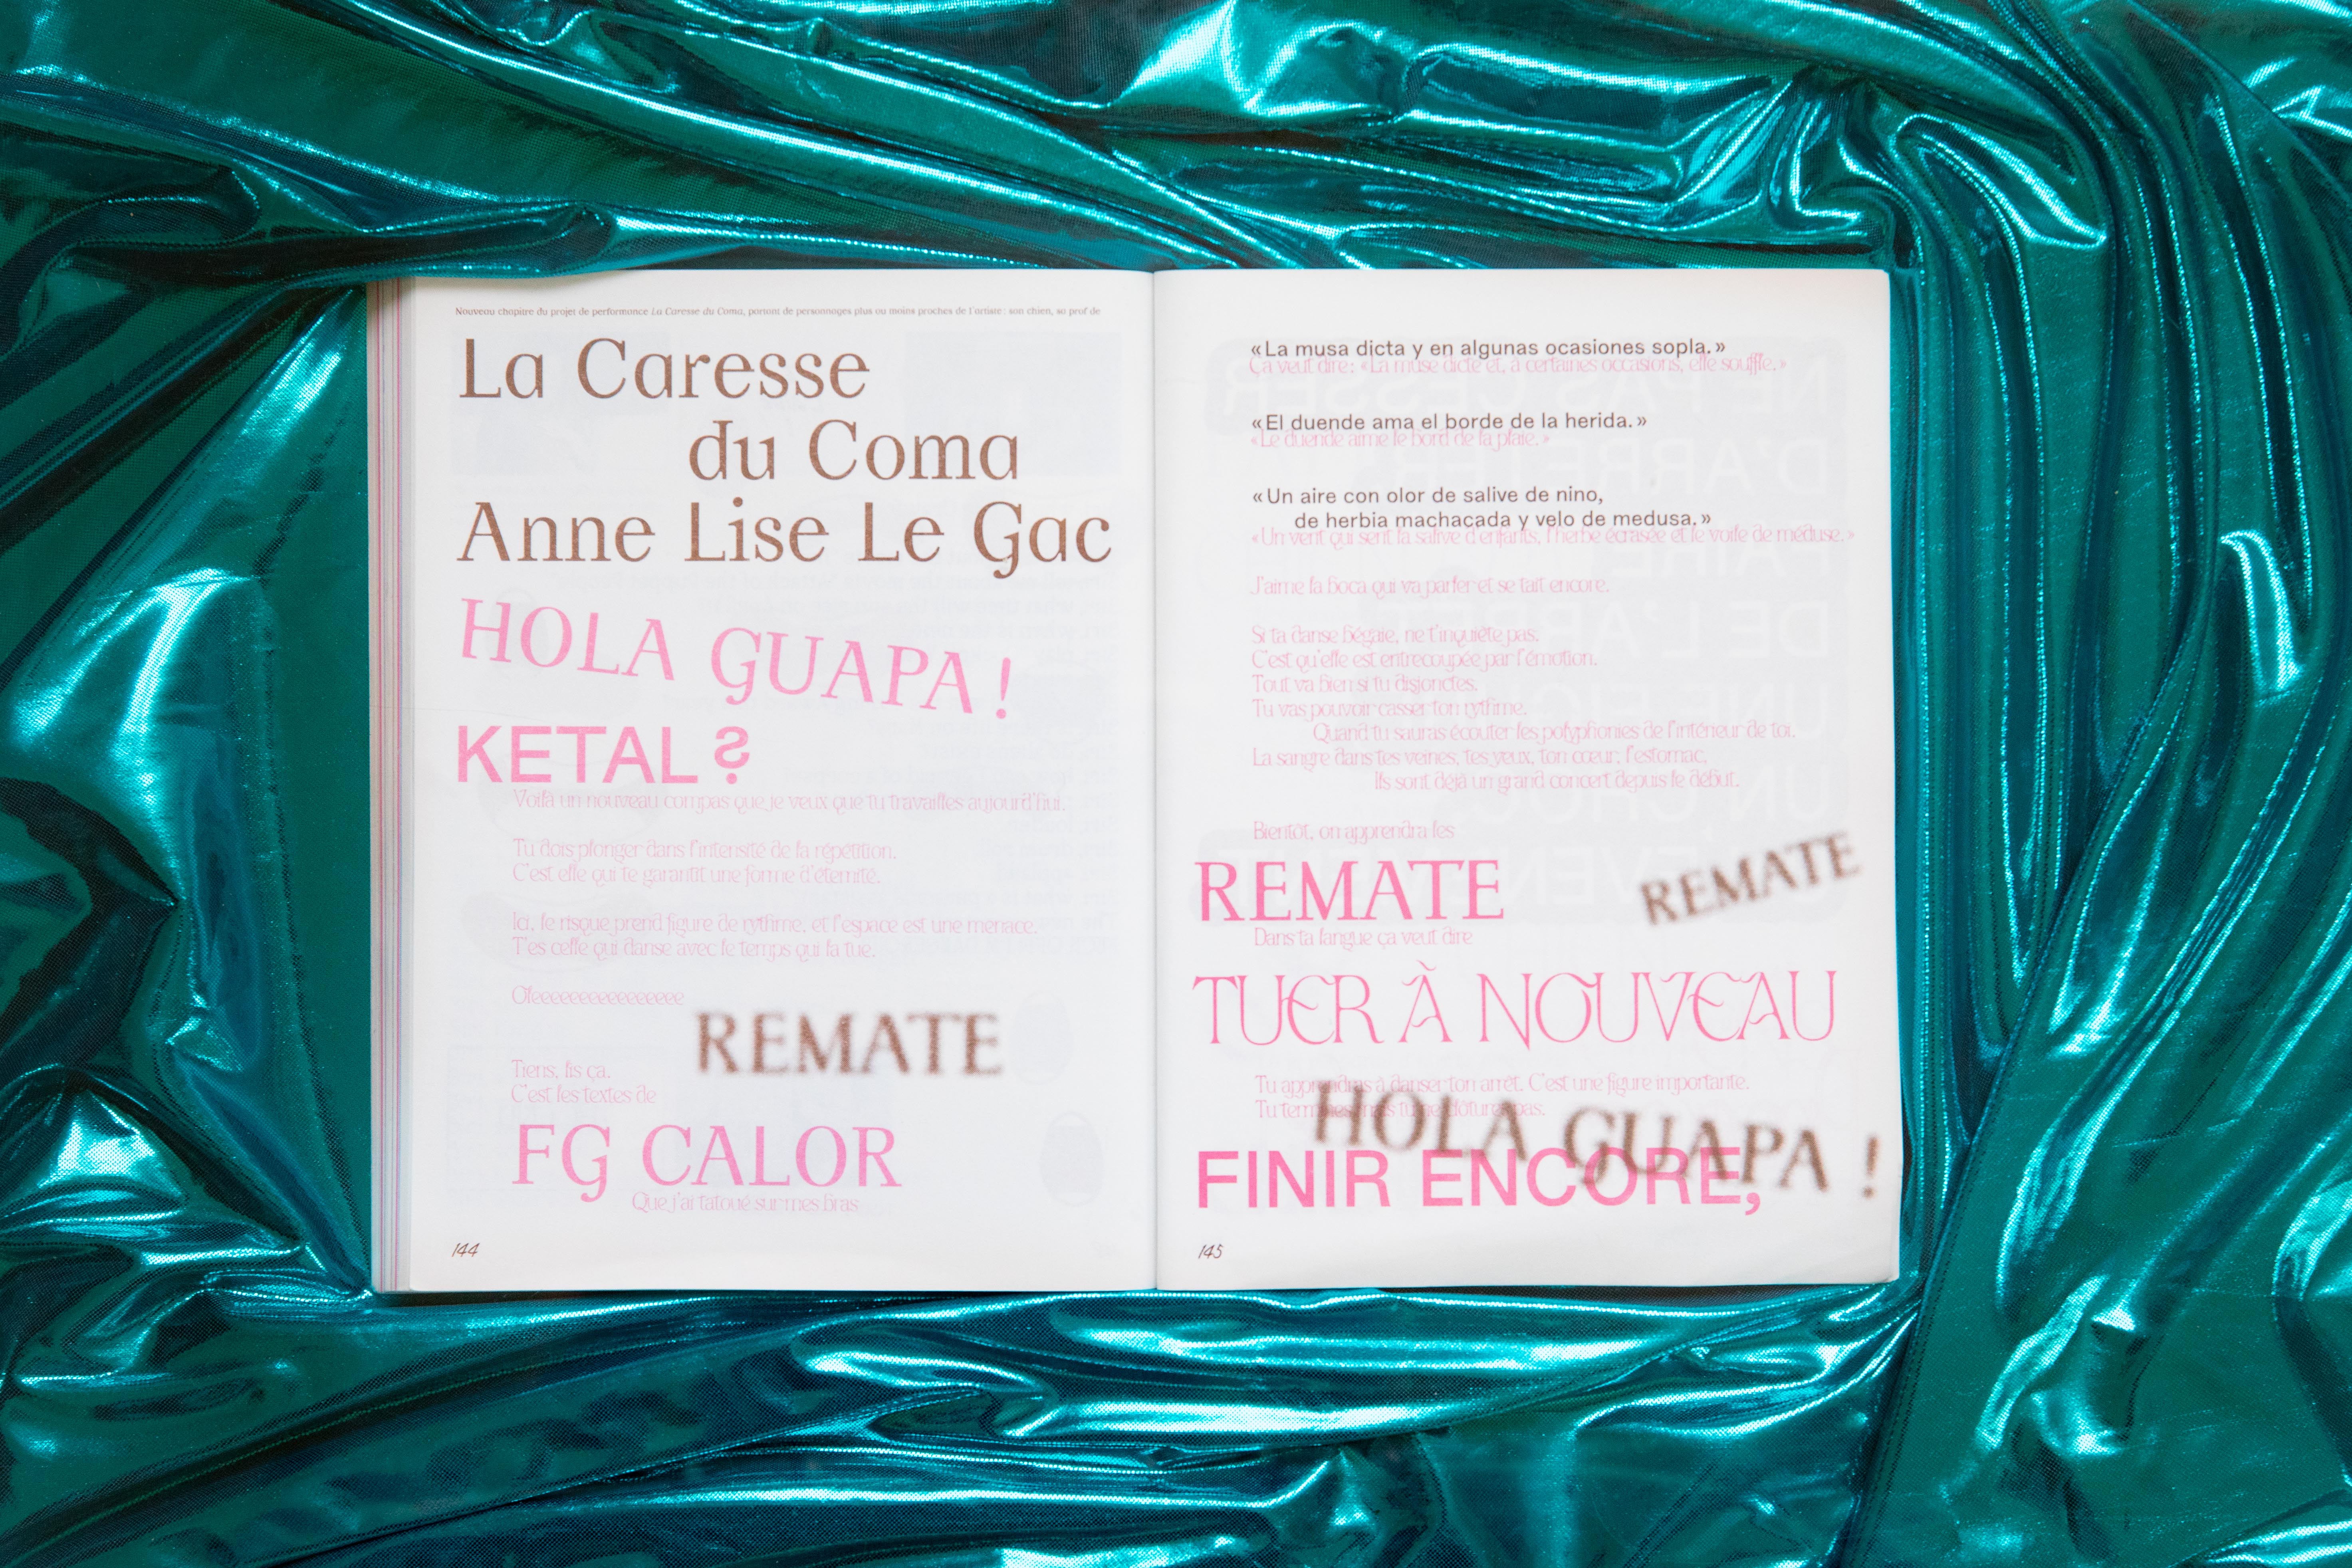 Nouveau chapitre du projet de performance La Caresse du Coma, partant de personnages plus ou moins proches de l'artiste : son chien, sa prof de
La Caresse
du Coma
Anne Lise Le Gac
HOLA GUAPA !
KETAL ?
Voilà un nouveau compas que je veux que tu travailles aujourd'hui.
Tu dois plonger dans l'intensité de la répétition.
C'est elle qui te garantit une forme d'éternité.
Ici, le risque prend figure de rythme, et l'espace est une menace.
T'es celle qui danse avec le temps qui la tue.
Oleeeeeeeeeeeeeeee
REMATE
Tiens, lis ça.
C'est les textes de
FG CALOR
Que j'ai tatoué sur mes bras
144
«La musa dicta y en algunas ocasiones sopla.»
Ça veut dire : «La muse dicte et, à certaines occasions, elle souffle.»
«El duende ama el borde de la herida.»
«Le duende aime le bord de la plaie.»
«Un aire con olor de salive de nino,
de herbia machacada y velo de medusa.»
«Un vent qui sent la salive d'enfants, l'herbe écrasée et le voile de méduse.»
J'aime la boca qui va parler et se tait encore.
Si ta danse bégaie, ne t'inquiète pas.
C'est qu'elle est entrecoupée par l'émotion.
Tout va bien si tu disjonctes.
Tu vas pouvoir casser ton rythme.
Quand tu sauras écouter les polyphonies de l'intérieur de toi.
La sangre dans tes veines, tes yeux, ton cœur, l'estomac,
Ils sont déjà un grand concert depuis le début.
Bientôt, on apprendra les
REMATE
REMATE
Dans ta langue ça veut dire
TUER À NOUVEAU
Tu apprendras à danser ton arrêt. C'est une figure importante.
Tu termines, mais tu ne clôtures pas.
HOLA GUAPA !
FINIR ENCORE,
145